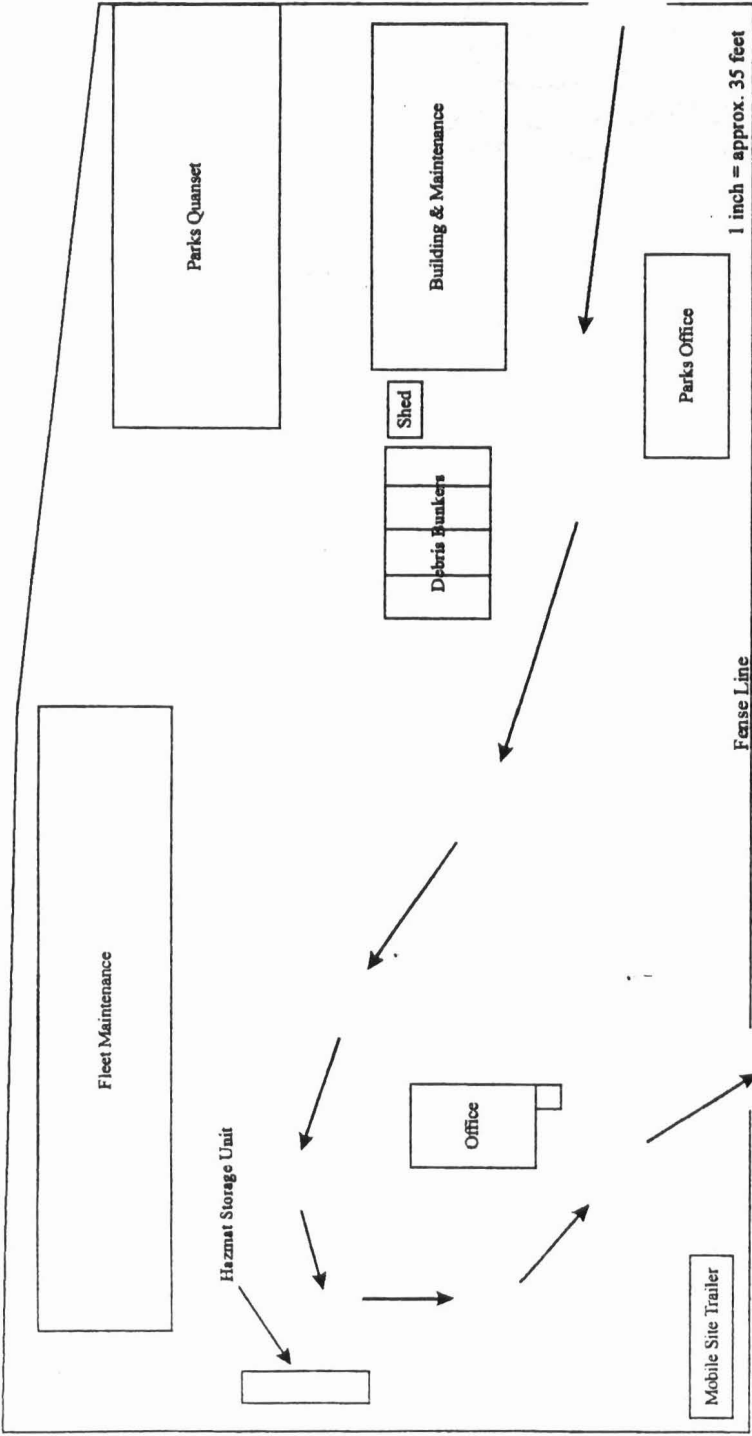 Fleet Maintenance
Parks Quanset
Hazmat Storage Unit
Debris Bunkers
Shed
Building & Maintenance
Office
Mobile Site Trailer
Parks Office
Fense Line
1 inch = approx. 35 feet